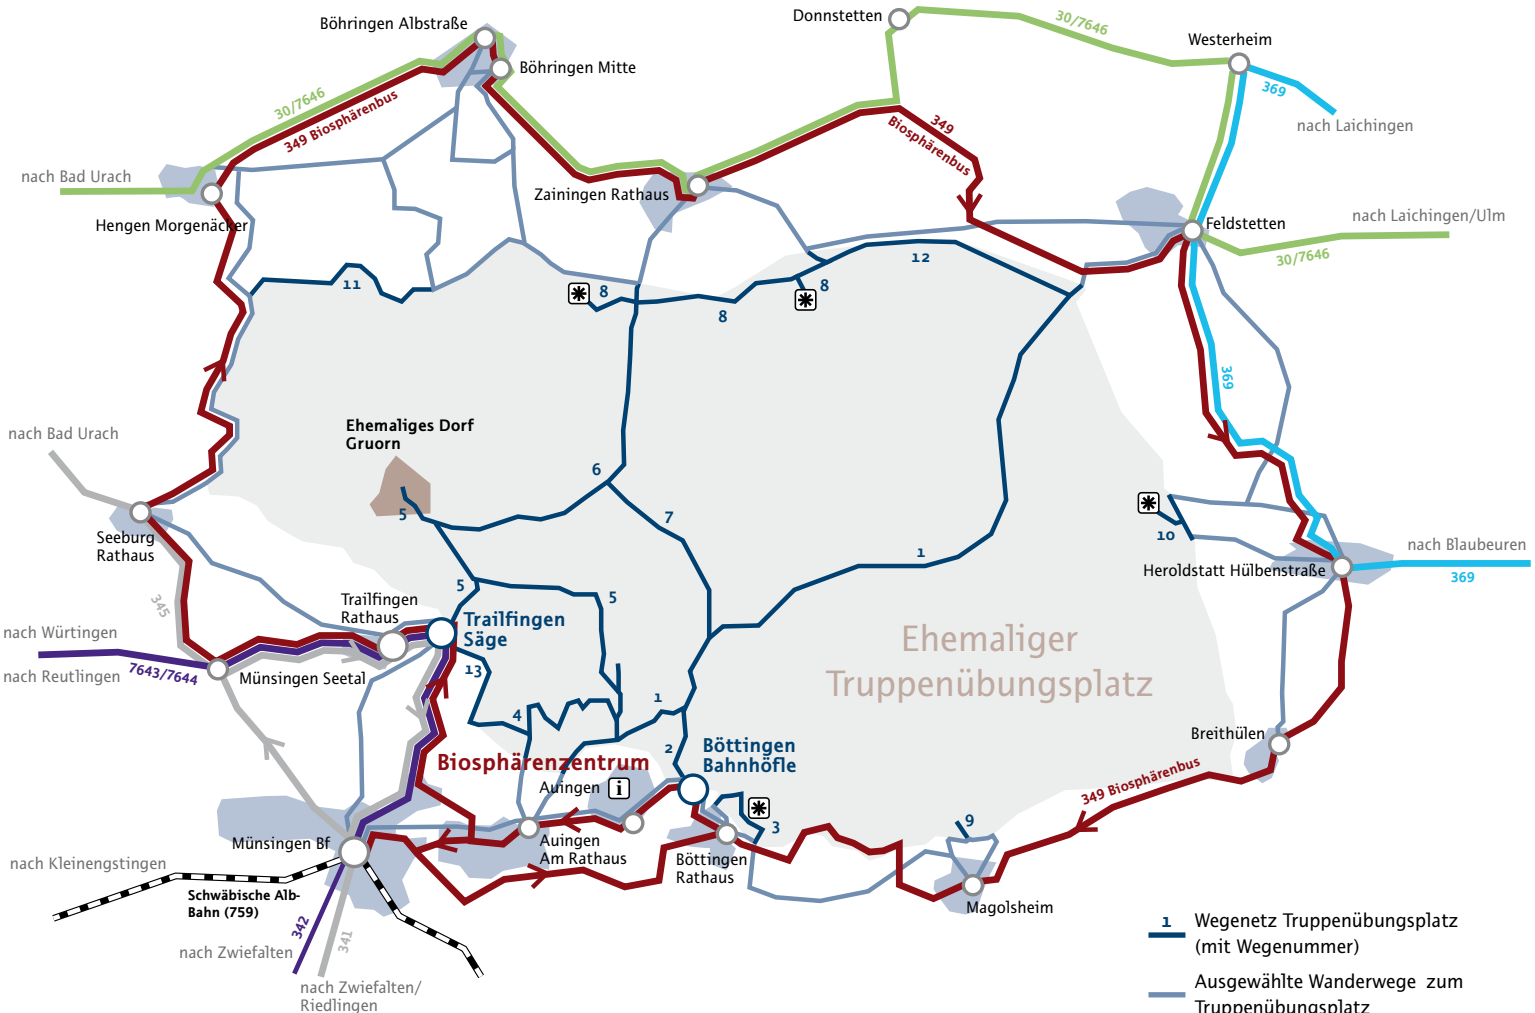 Donnstetten
30/7646
Böhringen Albstraße
Westerheim
Böhringen Mitte
369
30/7646
349 Biosphärenbus
349
Biosphärenbus
nach Laichingen
nach Bad Urach
Zainingen Rathaus
Hengen Morgenäcker
nach Laichingen/Ulm
Feldstetten
30/7646
12
11
8
8
8
369
Ehemaliges Dorf
Gruorn
nach Bad Urach
6
5
7
10
1
Seeburg
Rathaus
nach Blaubeuren
Heroldstatt Hülbenstraße
369
345
5
5
Trailfingen
Rathaus
Trailfingen
Säge
nach Würtingen
7643/7644
nach Reutlingen
Münsingen Seetal
13
Ehemaliger
Truppenübungsplatz
1
4
2
Böttingen
Bahnhöfle
Breithülen
Biosphärenzentrum
Auingen
i
349 Biosphärenbus
3
9
Münsingen Bf
Auingen
Am Rathaus
Böttingen
Rathaus
nach Kleinengstingen
Schwäbische Alb-
Bahn (759)
Magolsheim
342
341
nach Zwiefalten
nach Zwiefalten/
Riedlingen
1 Wegenetz Truppenübungsplatz
(mit Wegenummer)
Ausgewählte Wanderwege zum
Truppenübungsplatz